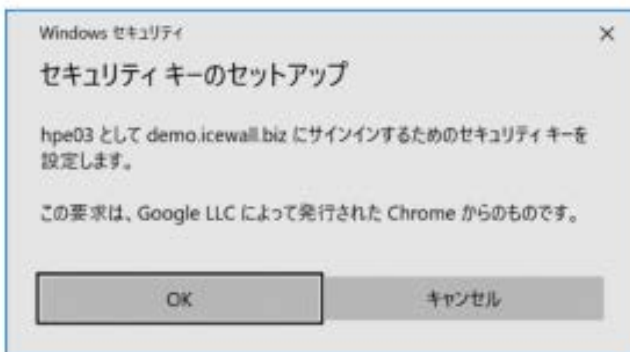 Windows セキュリティ
セキュリティ キーのセットアップ
hpe03 として demo.icewall.biz にサインインするためのセキュリティ キーを
設定します。
この要求は、Google LLC によって発行された Chrome からのものです。
OK
キャンセル